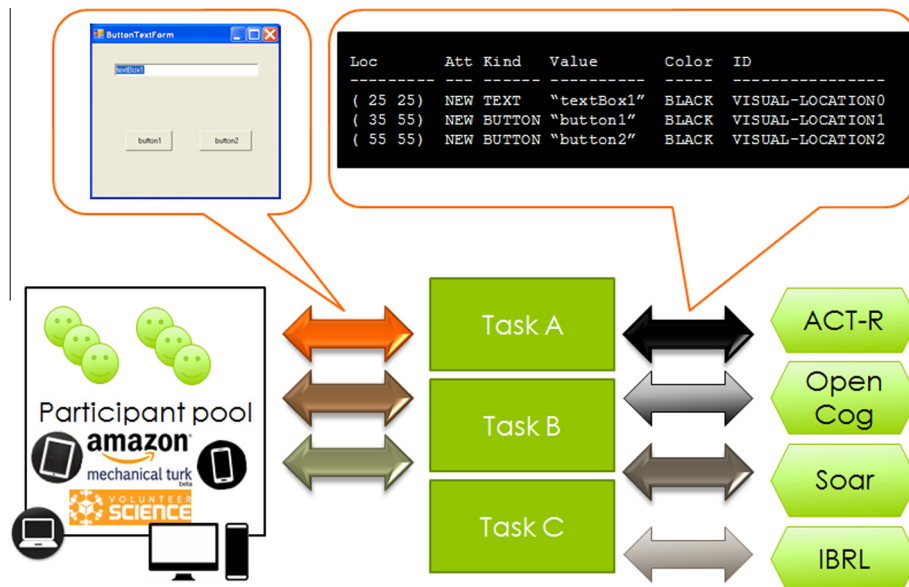 ButtonTextForm
textBox1
button1
button2
Loc Att Kind Value Color ID
--------- --- ------ ---------- ----- ----------------
( 25 25) NEW TEXT “textBox1” BLACK VISUAL-LOCATION0
( 35 55) NEW BUTTON “button1” BLACK VISUAL-LOCATION1
( 55 55) NEW BUTTON “button2” BLACK VISUAL-LOCATION2
Participant pool
amazon
mechanical turk
beta
VOLUNTEER
SCIENCE
Task A
Task B
Task C
ACT-R
Open
Cog
Soar
IBRL